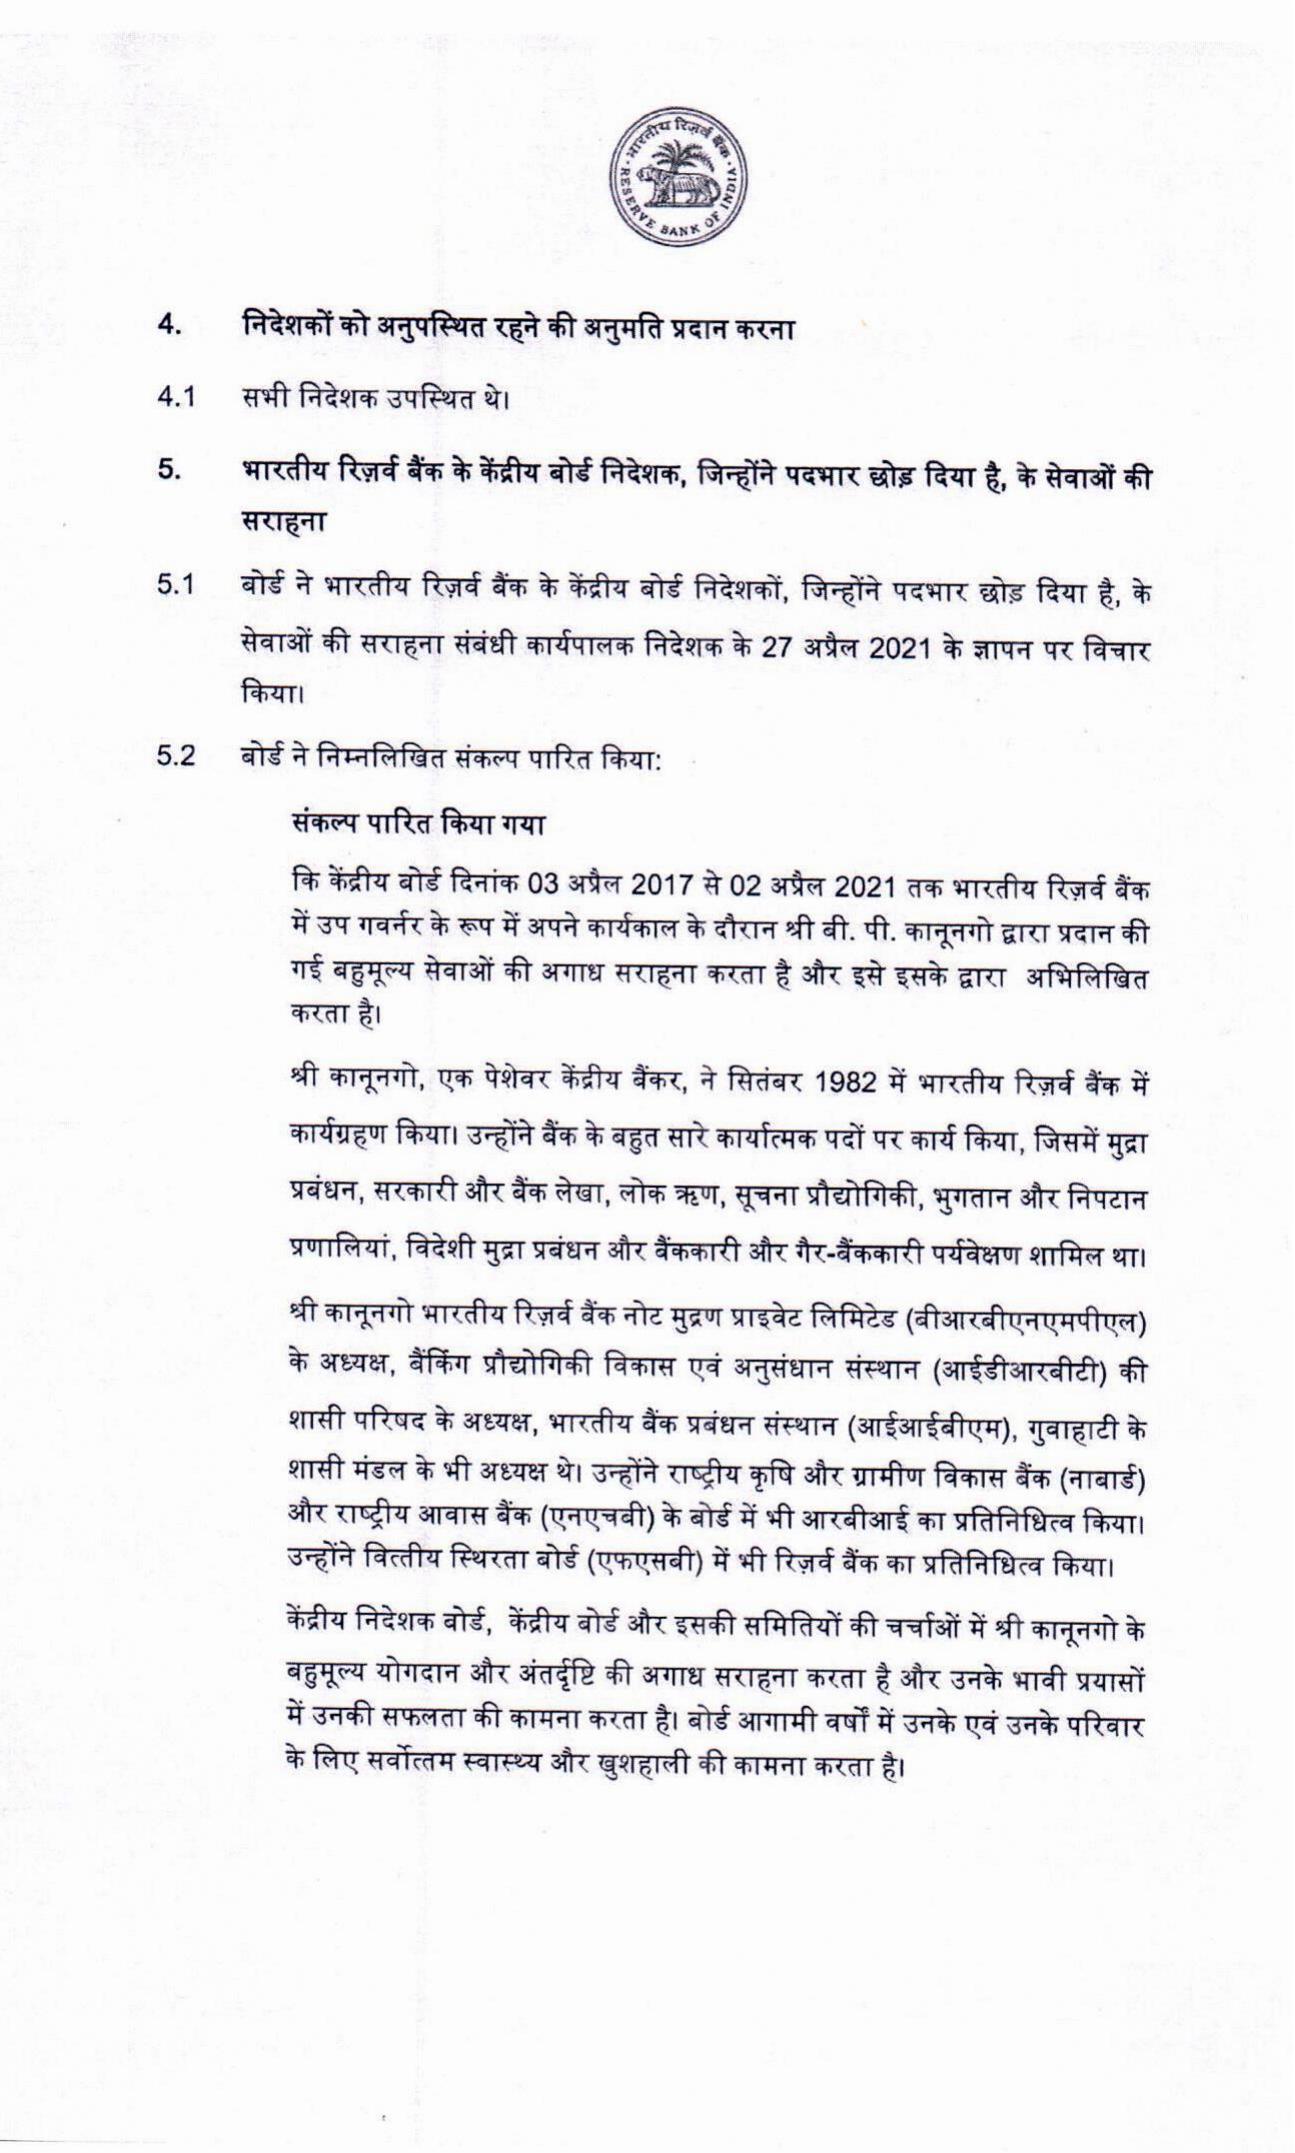 भारतीय रिज़र्व बैंक
RESERVE BANK OF INDIA
4. निदेशकों को अनुपस्थित रहने की अनुमति प्रदान करना
4.1 सभी निदेशक उपस्थित थे।
5. भारतीय रिज़र्व बैंक के केंद्रीय बोर्ड निदेशक, जिन्होंने पदभार छोड़ दिया है, के सेवाओं की
सराहना
5.1 बोर्ड ने भारतीय रिज़र्व बैंक के केंद्रीय बोर्ड निदेशकों, जिन्होंने पदभार छोड़ दिया है, के
सेवाओं की सराहना संबंधी कार्यपालक निदेशक के 27 अप्रैल 2021 के ज्ञापन पर विचार
किया।
5.2 बोर्ड ने निम्नलिखित संकल्प पारित किया:
संकल्प पारित किया गया
कि केंद्रीय बोर्ड दिनांक 03 अप्रैल 2017 से 02 अप्रैल 2021 तक भारतीय रिज़र्व बैंक
में उप गवर्नर के रूप में अपने कार्यकाल के दौरान श्री बी. पी. कानूनगो द्वारा प्रदान की
गई बहुमूल्य सेवाओं की अगाध सराहना करता है और इसे इसके द्वारा अभिलिखित
करता है।
श्री कानूनगो, एक पेशेवर केंद्रीय बैंकर, ने सितंबर 1982 में भारतीय रिज़र्व बैंक में
कार्यग्रहण किया। उन्होंने बैंक के बहुत सारे कार्यात्मक पदों पर कार्य किया, जिसमें मुद्रा
प्रबंधन, सरकारी और बैंक लेखा, लोक ऋण, सूचना प्रौद्योगिकी, भुगतान और निपटान
प्रणालियां, विदेशी मुद्रा प्रबंधन और बैंककारी और गैर-बैंककारी पर्यवेक्षण शामिल था।
श्री कानूनगो भारतीय रिज़र्व बैंक नोट मुद्रण प्राइवेट लिमिटेड (बीआरबीएनएमपीएल)
के अध्यक्ष, बैंकिंग प्रौद्योगिकी विकास एवं अनुसंधान संस्थान (आईडीआरबीटी) की
शासी परिषद के अध्यक्ष, भारतीय बैंक प्रबंधन संस्थान (आईआईबीएम), गुवाहाटी के
शासी मंडल के भी अध्यक्ष थे। उन्होंने राष्ट्रीय कृषि और ग्रामीण विकास बैंक (नाबार्ड)
और राष्ट्रीय आवास बैंक (एनएचबी) के बोर्ड में भी आरबीआई का प्रतिनिधित्व किया।
उन्होंने वित्तीय स्थिरता बोर्ड (एफएसबी) में भी रिज़र्व बैंक का प्रतिनिधित्व किया।
केंद्रीय निदेशक बोर्ड, केंद्रीय बोर्ड और इसकी समितियों की चर्चाओं में श्री कानूनगो के
बहुमूल्य योगदान और अंतर्दृष्टि की अगाध सराहना करता है और उनके भावी प्रयासों
में उनकी सफलता की कामना करता है। बोर्ड आगामी वर्षों में उनके एवं उनके परिवार
के लिए सर्वोत्तम स्वास्थ्य और खुशहाली की कामना करता है।